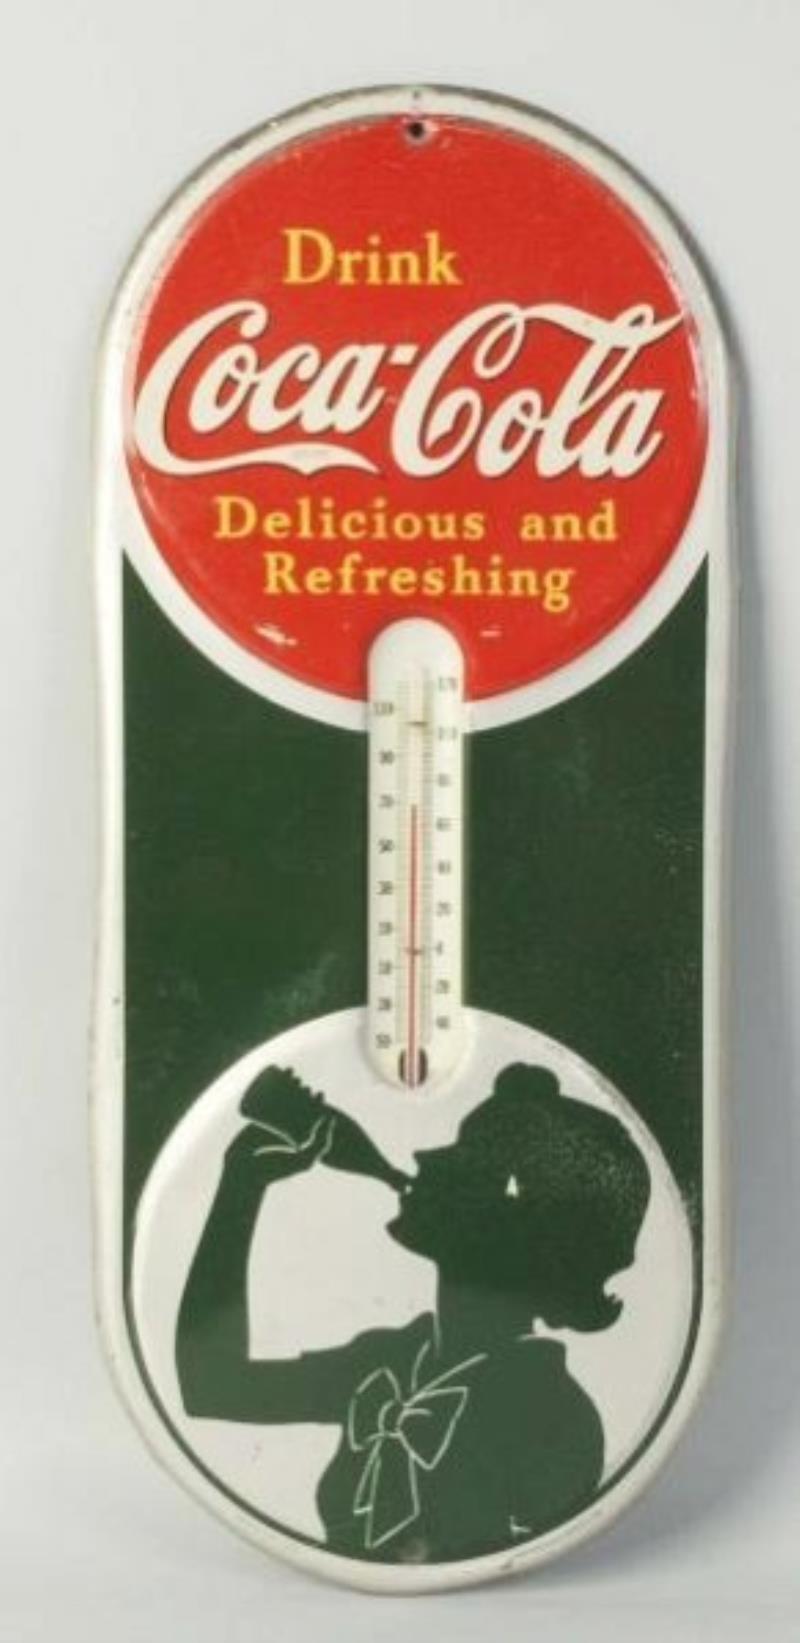 Drink
Coca-Cola
Delicious and
Refreshing